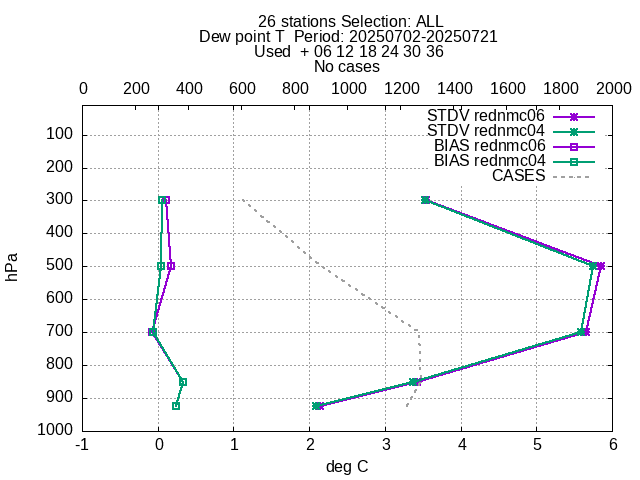 26 stations Selection: ALL
Dew point T  Period: 20250702-20250721
Used  + 06 12 18 24 30 36
No cases
0 200 400 600 800 1000 1200 1400 1600 1800 2000
STDV rednmc06
STDV rednmc04
BIAS rednmc06
BIAS rednmc04
CASES
100
200
300
400
500
600
700
800
900
1000
hPa
-1 0 1 2 3 4 5 6
deg C